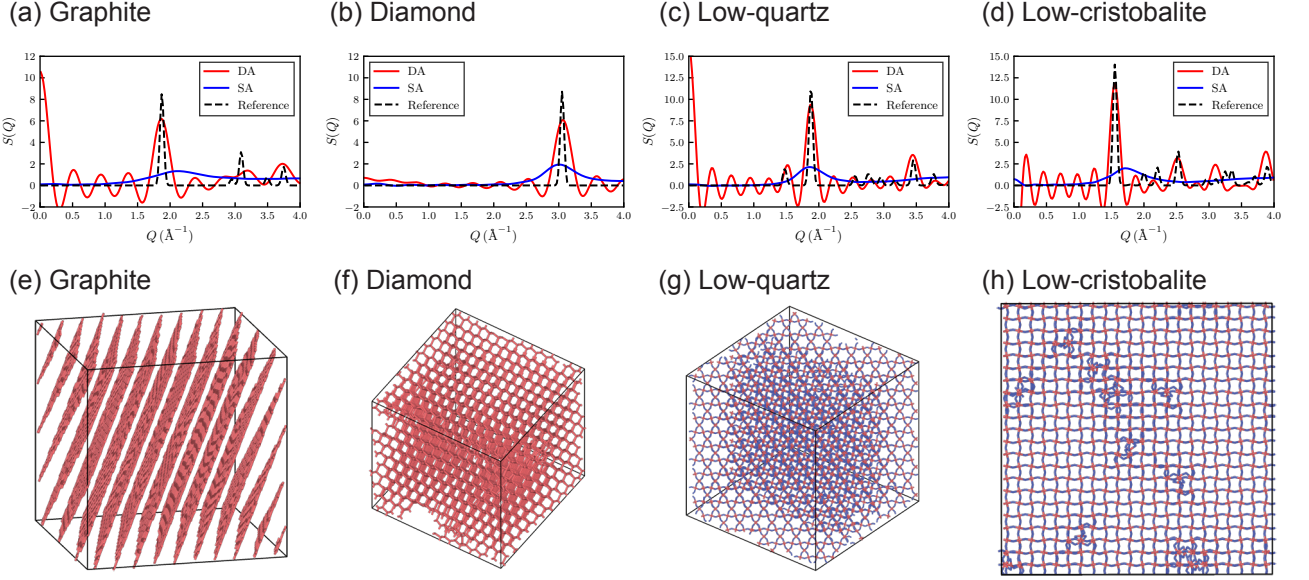 (a) Graphite
(b) Diamond
(c) Low-quartz
(d) Low-cristobalite
12
10
8
6
4
2
0
−2
S(Q)
0.0 0.5 1.0 1.5 2.0 2.5 3.0 3.5 4.0
Q (Å⁻¹)
DA
SA
Reference
12
10
8
6
4
2
0
−2
S(Q)
0.0 0.5 1.0 1.5 2.0 2.5 3.0 3.5 4.0
Q (Å⁻¹)
DA
SA
Reference
15.0
12.5
10.0
7.5
5.0
2.5
0.0
−2.5
S(Q)
0.0 0.5 1.0 1.5 2.0 2.5 3.0 3.5 4.0
Q (Å⁻¹)
DA
SA
Reference
15.0
12.5
10.0
7.5
5.0
2.5
0.0
−2.5
S(Q)
0.0 0.5 1.0 1.5 2.0 2.5 3.0 3.5 4.0
Q (Å⁻¹)
DA
SA
Reference
(e) Graphite
(f) Diamond
(g) Low-quartz
(h) Low-cristobalite